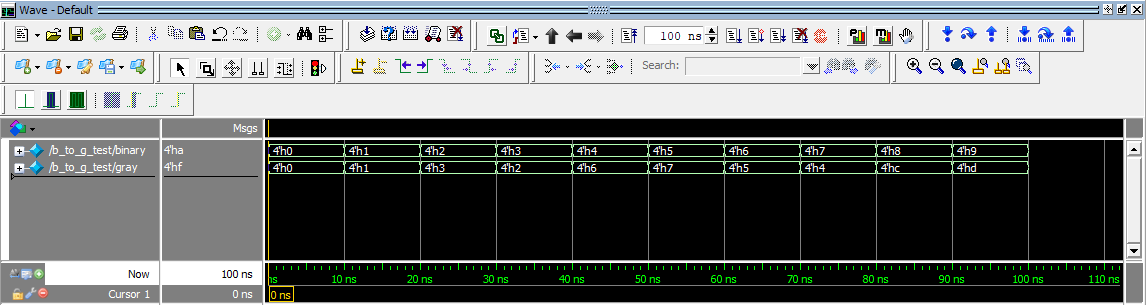 Wave - Default
100 ns
Search:
Msgs
/b_to_g_test/binary 4'ha 4'h0 4'h1 4'h2 4'h3 4'h4 4'h5 4'h6 4'h7 4'h8 4'h9
/b_to_g_test/gray 4'hf 4'h0 4'h1 4'h3 4'h2 4'h6 4'h7 4'h5 4'h4 4'hc 4'hd
Now 100 ns ns 10 ns 20 ns 30 ns 40 ns 50 ns 60 ns 70 ns 80 ns 90 ns 100 ns 110 ns
Cursor 1 0 ns 0 ns